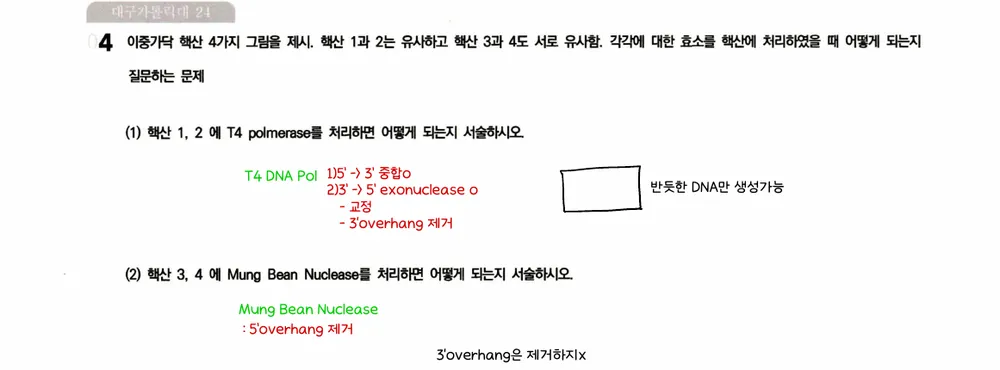 대구가톨릭대 24
04 이중가닥 핵산 4가지 그림을 제시. 핵산 1과 2는 유사하고 핵산 3과 4도 서로 유사함. 각각에 대한 효소를 핵산에 처리하였을 때 어떻게 되는지
질문하는 문제
(1) 핵산 1, 2 에 T4 polmerase를 처리하면 어떻게 되는지 서술하시오.
T4 DNA Pol 1)5' -> 3' 중합o
2)3' -> 5' exonuclease o
- 교정
- 3'overhang 제거
반듯한 DNA만 생성가능
(2) 핵산 3, 4 에 Mung Bean Nuclease를 처리하면 어떻게 되는지 서술하시오.
Mung Bean Nuclease
: 5'overhang 제거
3'overhang은 제거하지x